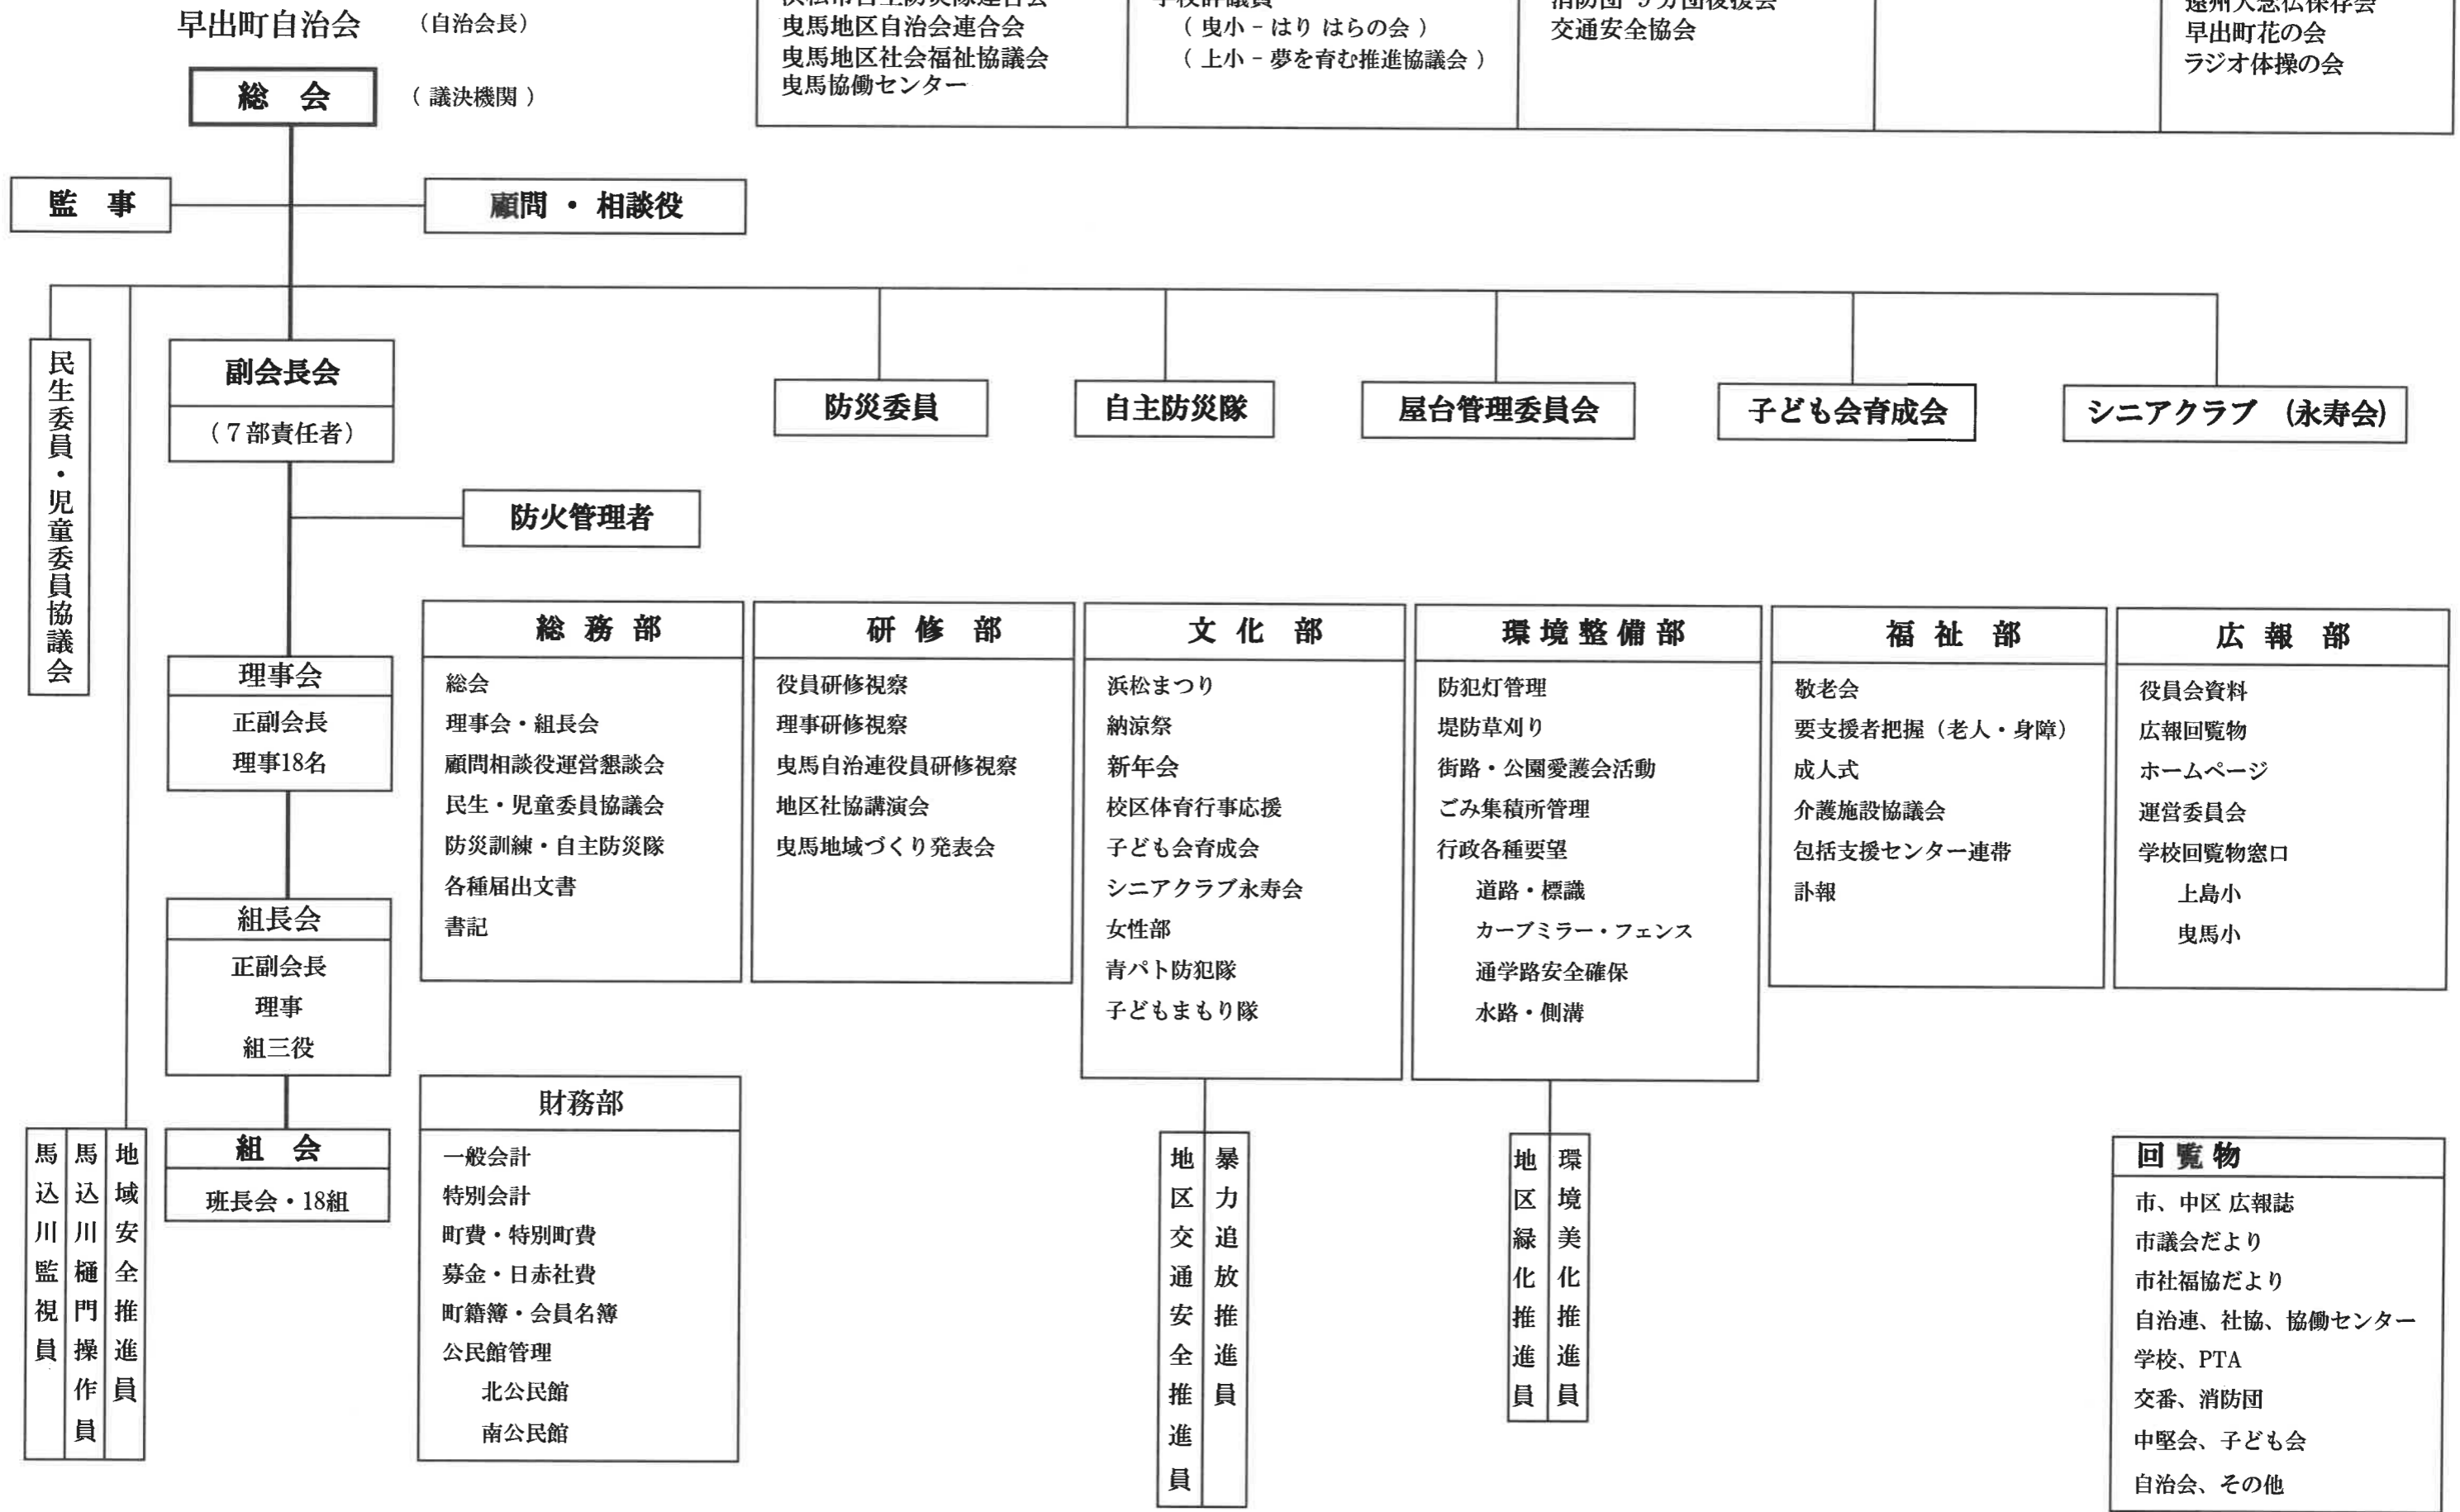 早出町自治会　（自治会長）
総　会　（ 議決機関 ）
曳馬地区自治会連合会
曳馬地区社会福祉協議会
曳馬協働センター
（ 曳小 - はり はらの会 ）
（ 上小 - 夢を育む推進協議会 ）
交通安全協会
早出町花の会
ラジオ体操の会
監　事
顧問 ・ 相談役
民生委員・児童委員協議会
副会長会
（７部責任者）
防災委員
自主防災隊
屋台管理委員会
子ども会育成会
シニアクラブ　(永寿会)
防火管理者
理事会
正副会長
理事18名
組長会
正副会長
理事
組三役
組　会
班長会・18組
馬込川監視員
馬込川樋門操作員
地域安全推進員
総 務 部
総会
理事会・組長会
顧問相談役運営懇談会
民生・児童委員協議会
防災訓練・自主防災隊
各種届出文書
書記
研 修 部
役員研修視察
理事研修視察
曳馬自治連役員研修視察
地区社協講演会
曳馬地域づくり発表会
文 化 部
浜松まつり
納涼祭
新年会
校区体育行事応援
子ども会育成会
シニアクラブ永寿会
女性部
青パト防犯隊
子どもまもり隊
環境整備部
防犯灯管理
堤防草刈り
街路・公園愛護会活動
ごみ集積所管理
行政各種要望
道路・標識
カーブミラー・フェンス
通学路安全確保
水路・側溝
福 祉 部
敬老会
要支援者把握（老人・身障）
成人式
介護施設協議会
包括支援センター連帯
訃報
広 報 部
役員会資料
広報回覧物
ホームページ
運営委員会
学校回覧物窓口
上島小
曳馬小
財務部
一般会計
特別会計
町費・特別町費
募金・日赤社費
町籍簿・会員名簿
公民館管理
北公民館
南公民館
地区交通安全推進員
暴力追放推進員
地区緑化推進員
環境美化推進員
回覧物
市、中区 広報誌
市議会だより
市社福協だより
自治連、社協、協働センター
学校、PTA
交番、消防団
中堅会、子ども会
自治会、その他